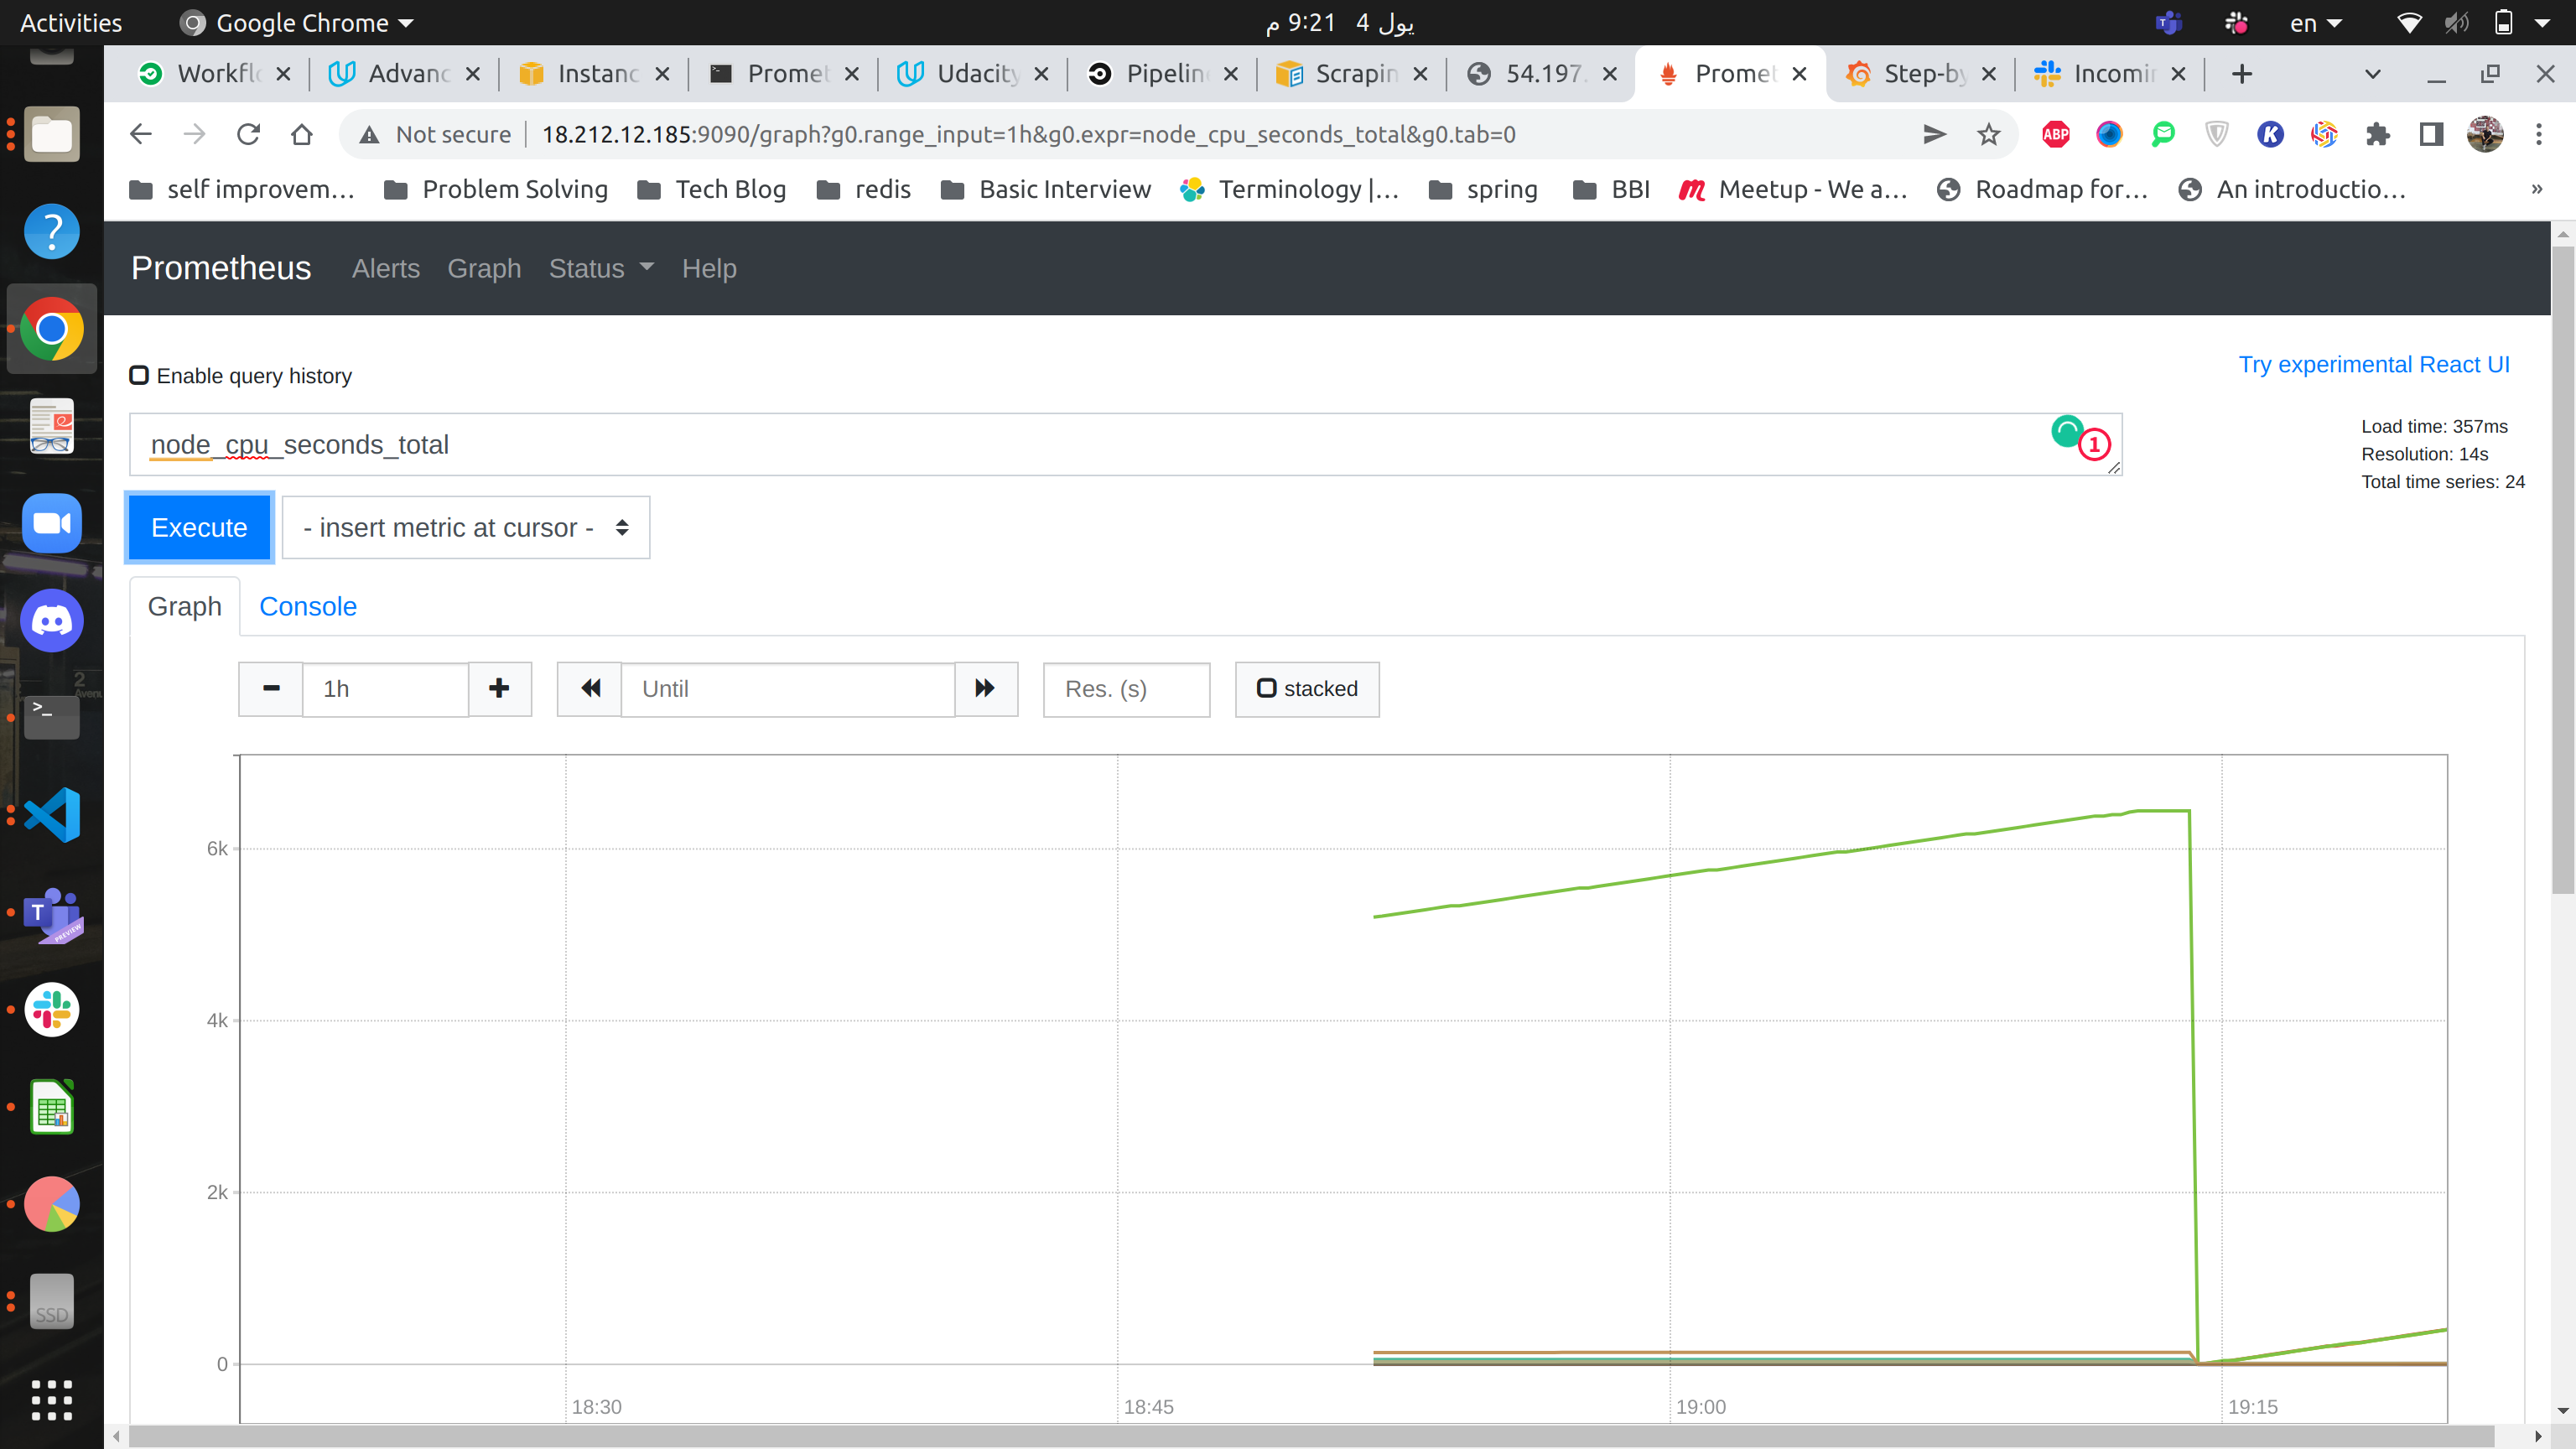 Activities
Google Chrome
يول 4 9:21 م
en
Workflo
Advanc
Instanc
Promet
Udacity
Pipelin
Scrapin
54.197.
Promet
Step-by
Incomin
Not secure
18.212.12.185:9090/graph?g0.range_input=1h&g0.expr=node_cpu_seconds_total&g0.tab=0
ABP
K
self improvem...
Problem Solving
Tech Blog
redis
Basic Interview
Terminology |...
spring
BBI
Meetup - We a...
Roadmap for...
An introductio...
»
Prometheus
Alerts
Graph
Status
Help
Enable query history
Try experimental React UI
node_cpu_seconds_total
1
Load time: 357ms
Resolution: 14s
Total time series: 24
Execute
- insert metric at cursor -
Graph
Console
1h
Until
Res. (s)
stacked
6k
4k
2k
0
18:30
18:45
19:00
19:15
T
PREVIEW
SSD